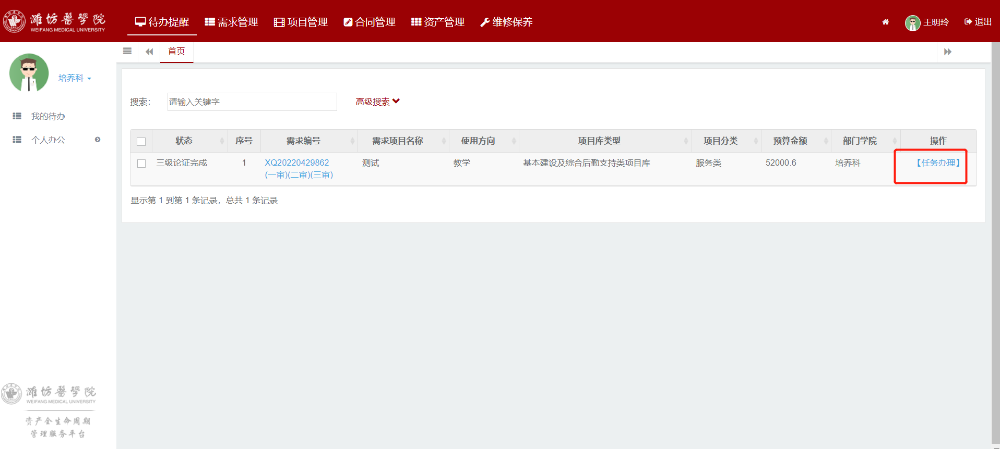 潍坊醫學院
WEIFANG MEDICAL UNIVERSITY
待办提醒 需求管理 项目管理 合同管理 资产管理 维修保养 王明玲 退出
首页
培养科
我的待办
个人办公
搜索： 请输入关键字 高级搜索
状态 序号 需求编号 需求项目名称 使用方向 项目库类型 项目分类 预算金额 部门学院 操作
三级论证完成 1 XQ20220429862 测试 教学 基本建设及综合后勤支持类项目库 服务类 52000.6 培养科 【任务办理】
(一审)(二审)(三审)
显示第 1 到第 1 条记录，总共 1 条记录
潍坊醫學院
WEIFANG MEDICAL UNIVERSITY
资产全生命周期
管理服务平台